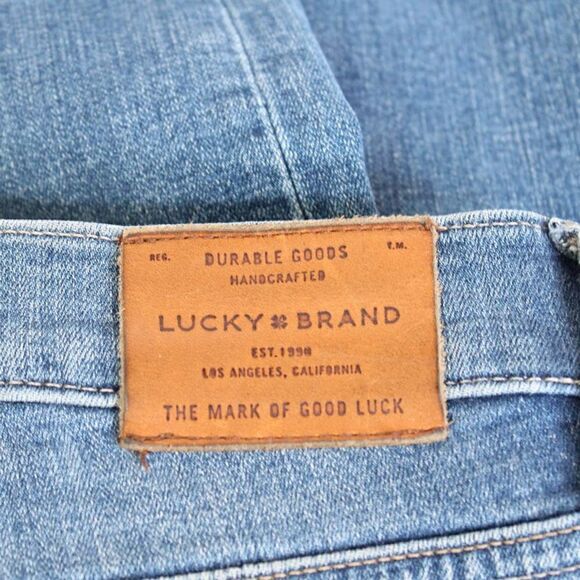 REG. DURABLE GOODS T.M.
HANDCRAFTED
LUCKY BRAND
EST. 1990
LOS ANGELES, CALIFORNIA
THE MARK OF GOOD LUCK